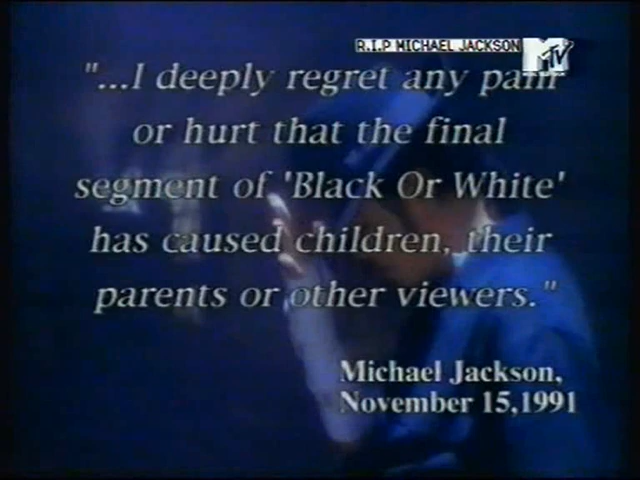 R.I.P MICHAEL JACKSON
MTV
"...I deeply regret any pain
or hurt that the final
segment of 'Black Or White'
has caused children, their
parents or other viewers."
Michael Jackson,
November 15,1991